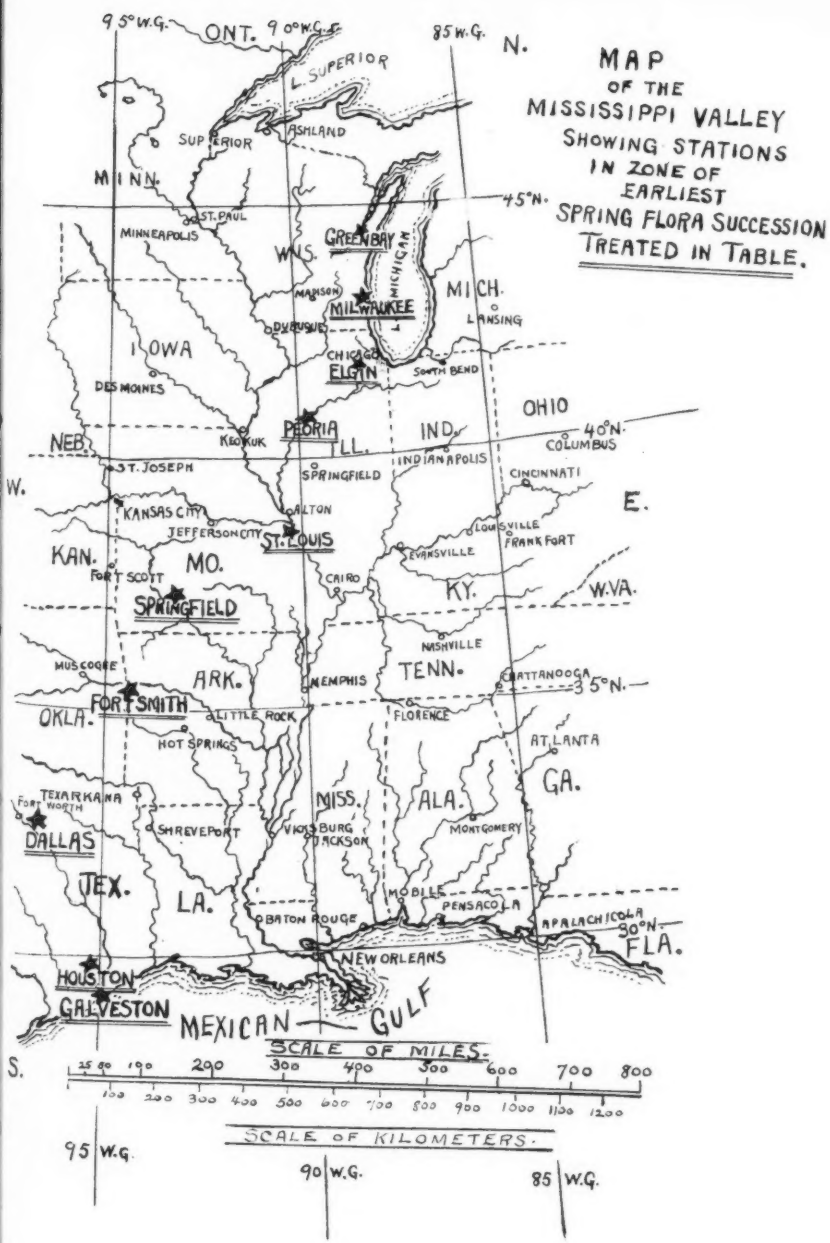 95° W.G.
ONT.
90° W.G.
85 W.G.
N.
MAP
OF THE
MISSISSIPPI VALLEY
SHOWING STATIONS
IN ZONE OF
EARLIEST
SPRING FLORA SUCCESSION
TREATED IN TABLE.
L. SUPERIOR
SUPERIOR
ASHLAND
MINN.
45°N.
ST. PAUL
MINNEAPOLIS
GREENBAY
WIS.
L. MICHIGAN
MICH.
MADISON
MILWAUKEE
LANSING
DUBUQUE
IOWA
CHICAGO
ELGIN
SOUTH BEND
DES MOINES
OHIO
PEORIA
KEOKUK
ILL.
IND.
40°N.
COLUMBUS
NEB.
INDIANAPOLIS
ST. JOSEPH
SPRINGFIELD
CINCINNATI
W.
E.
KANSAS CITY
ALTON
JEFFERSON CITY
ST. LOUIS
LOUISVILLE
FRANKFORT
EVANSVILLE
KAN.
MO.
FORT SCOTT
CAIRO
KY.
W.VA.
SPRINGFIELD
NASHVILLE
MUSCOGEE
ARK.
MEMPHIS
TENN.
CHATTANOOGA
35°N.
FORT SMITH
OKLA.
LITTLE ROCK
FLORENCE
HOT SPRINGS
ATLANTA
GA.
TEXARKANA
MISS.
ALA.
FORT WORTH
DALLAS
SHREVEPORT
VICKSBURG
JACKSON
MONTGOMERY
TEX.
LA.
MOBILE
PENSACOLA
BATON ROUGE
APALACHICOLA
30°N.
FLA.
NEW ORLEANS
HOUSTON
GALVESTON
MEXICAN GULF
SCALE OF MILES.
S.
25 50 100 200 300 400 500 600 700 800
100 200 300 400 500 600 700 800 900 1000 1100 1200
SCALE OF KILOMETERS.
95 W.G.
90 W.G.
85 W.G.